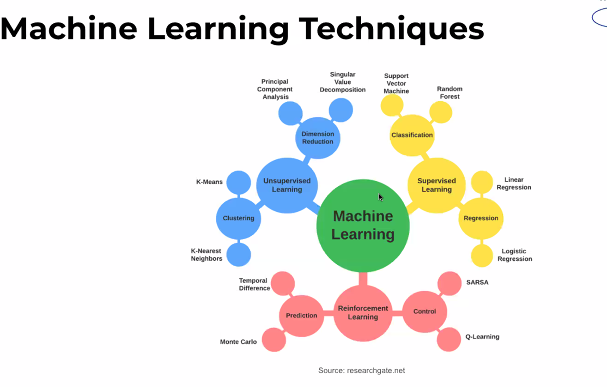 Machine Learning Techniques
Principal
Component
Analysis
Singular
Value
Decomposition
Support
Vector
Machine
Random
Forest
Dimension
Reduction
Classification
K-Means
Unsupervised
Learning
Supervised
Learning
Linear
Regression
Clustering
Machine
Learning
Regression
K-Nearest
Neighbors
Logistic
Regression
Temporal
Difference
SARSA
Prediction
Reinforcement
Learning
Control
Monte Carlo
Q-Learning
Source: researchgate.net